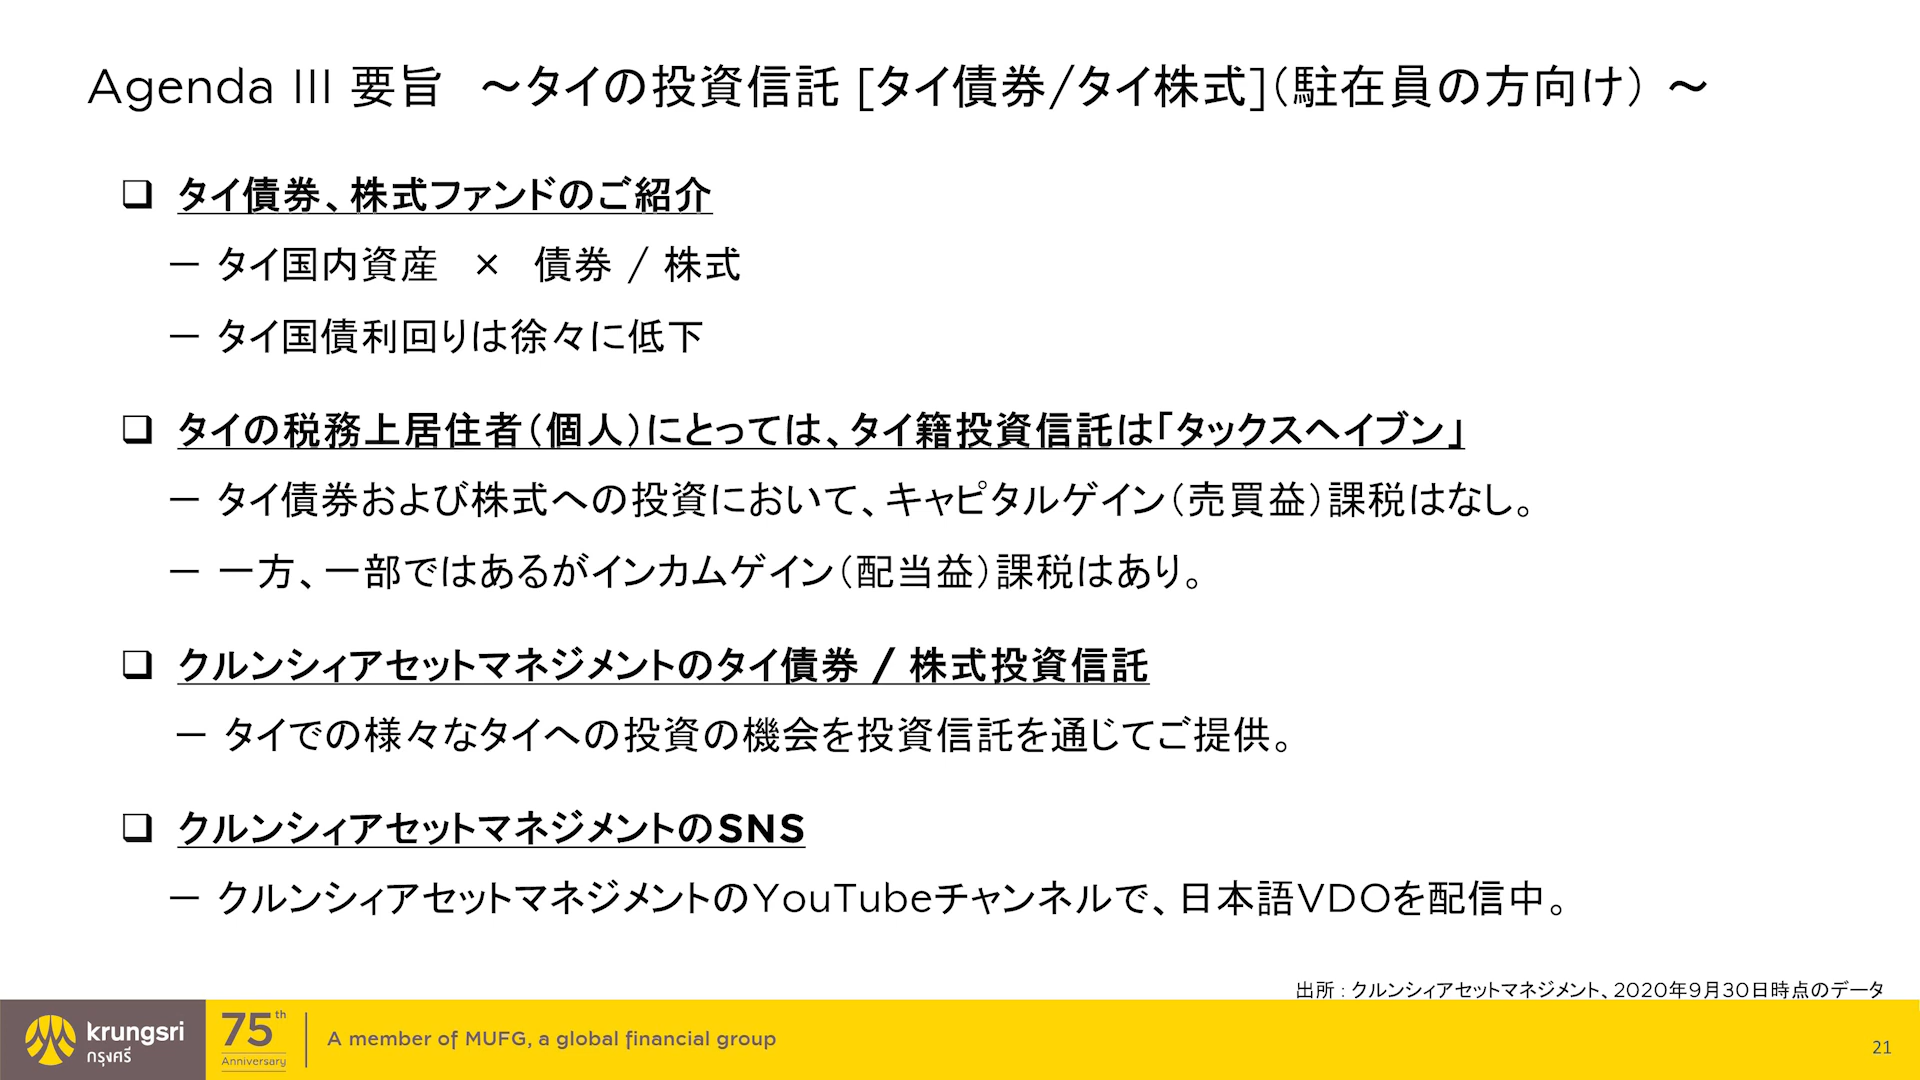 Agenda III 要旨　～タイの投資信託 [タイ債券/タイ株式](駐在員の方向け) ～
❑ タイ債券、株式ファンドのご紹介
― タイ国内資産　×　債券 / 株式
― タイ国債利回りは徐々に低下
❑ タイの税務上居住者(個人)にとっては、タイ籍投資信託は「タックスヘイブン」
― タイ債券および株式への投資において、キャピタルゲイン(売買益)課税はなし。
― 一方、一部ではあるがインカムゲイン(配当益)課税はあり。
❑ クルンシィアセットマネジメントのタイ債券 / 株式投資信託
― タイでの様々なタイへの投資の機会を投資信託を通じてご提供。
❑ クルンシィアセットマネジメントのSNS
― クルンシィアセットマネジメントのYouTubeチャンネルで、日本語VDOを配信中。
出所 : クルンシィアセットマネジメント、2020年9月30日時点のデータ
krungsri
กรุงศรี
75th
Anniversary
A member of MUFG, a global financial group
21